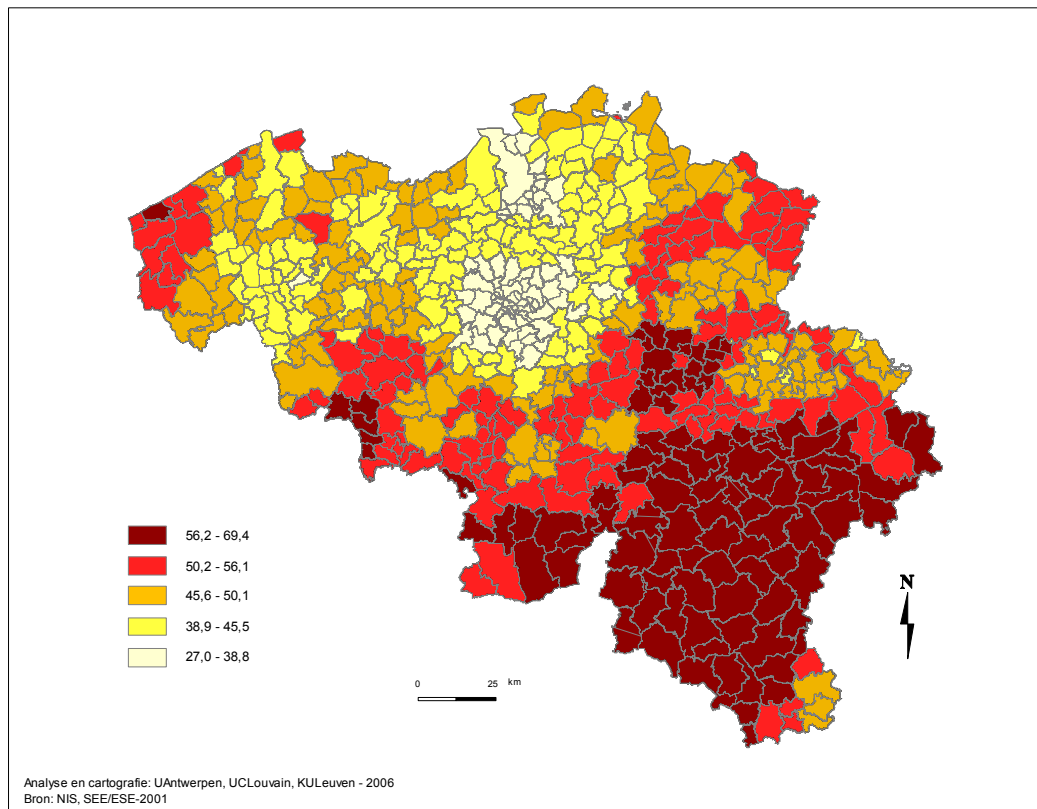 56,2 - 69,4
50,2 - 56,1
45,6 - 50,1
38,9 - 45,5
27,0 - 38,8
N
0 25 km
Analyse en cartografie: UAntwerpen, UCLouvain, KULeuven - 2006
Bron: NIS, SEE/ESE-2001